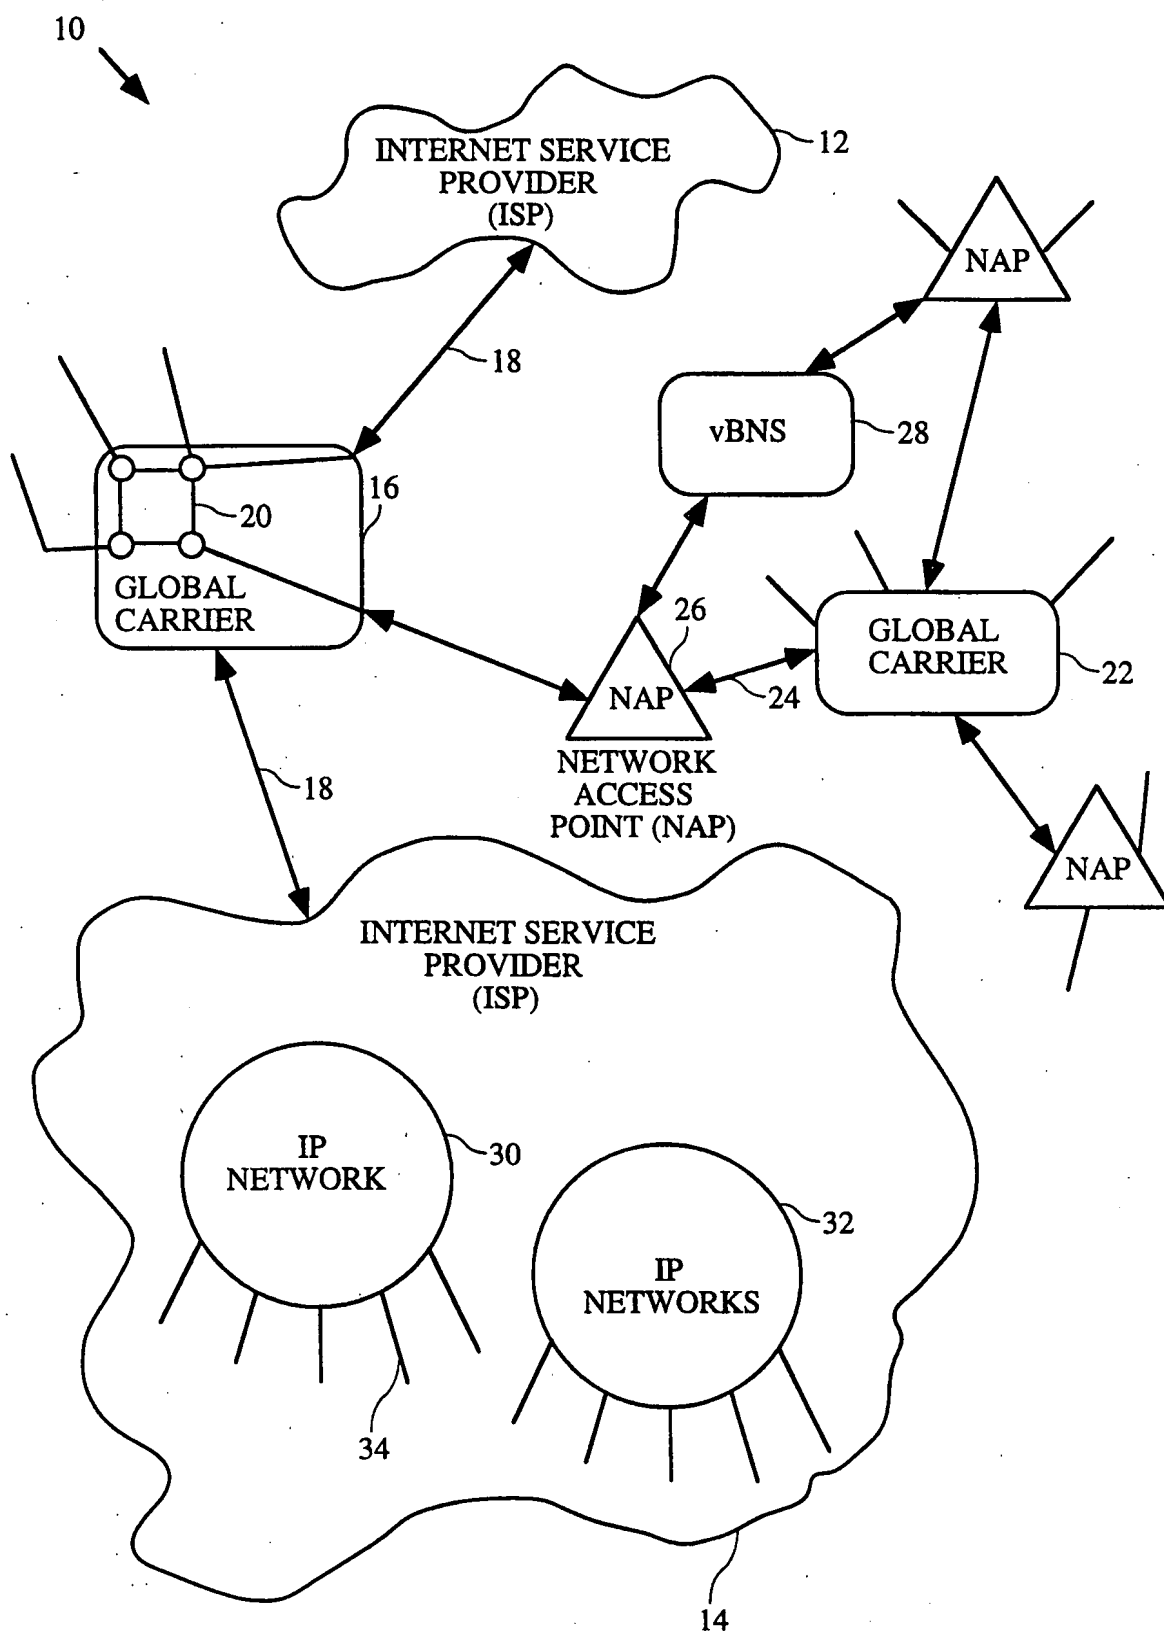 10
INTERNET SERVICE
PROVIDER
(ISP)
12
NAP
18
vBNS
28
16
20
GLOBAL
CARRIER
26
GLOBAL
CARRIER
22
24
NAP
NETWORK
ACCESS
POINT (NAP)
18
NAP
INTERNET SERVICE
PROVIDER
(ISP)
IP
NETWORK
30
32
IP
NETWORKS
34
14